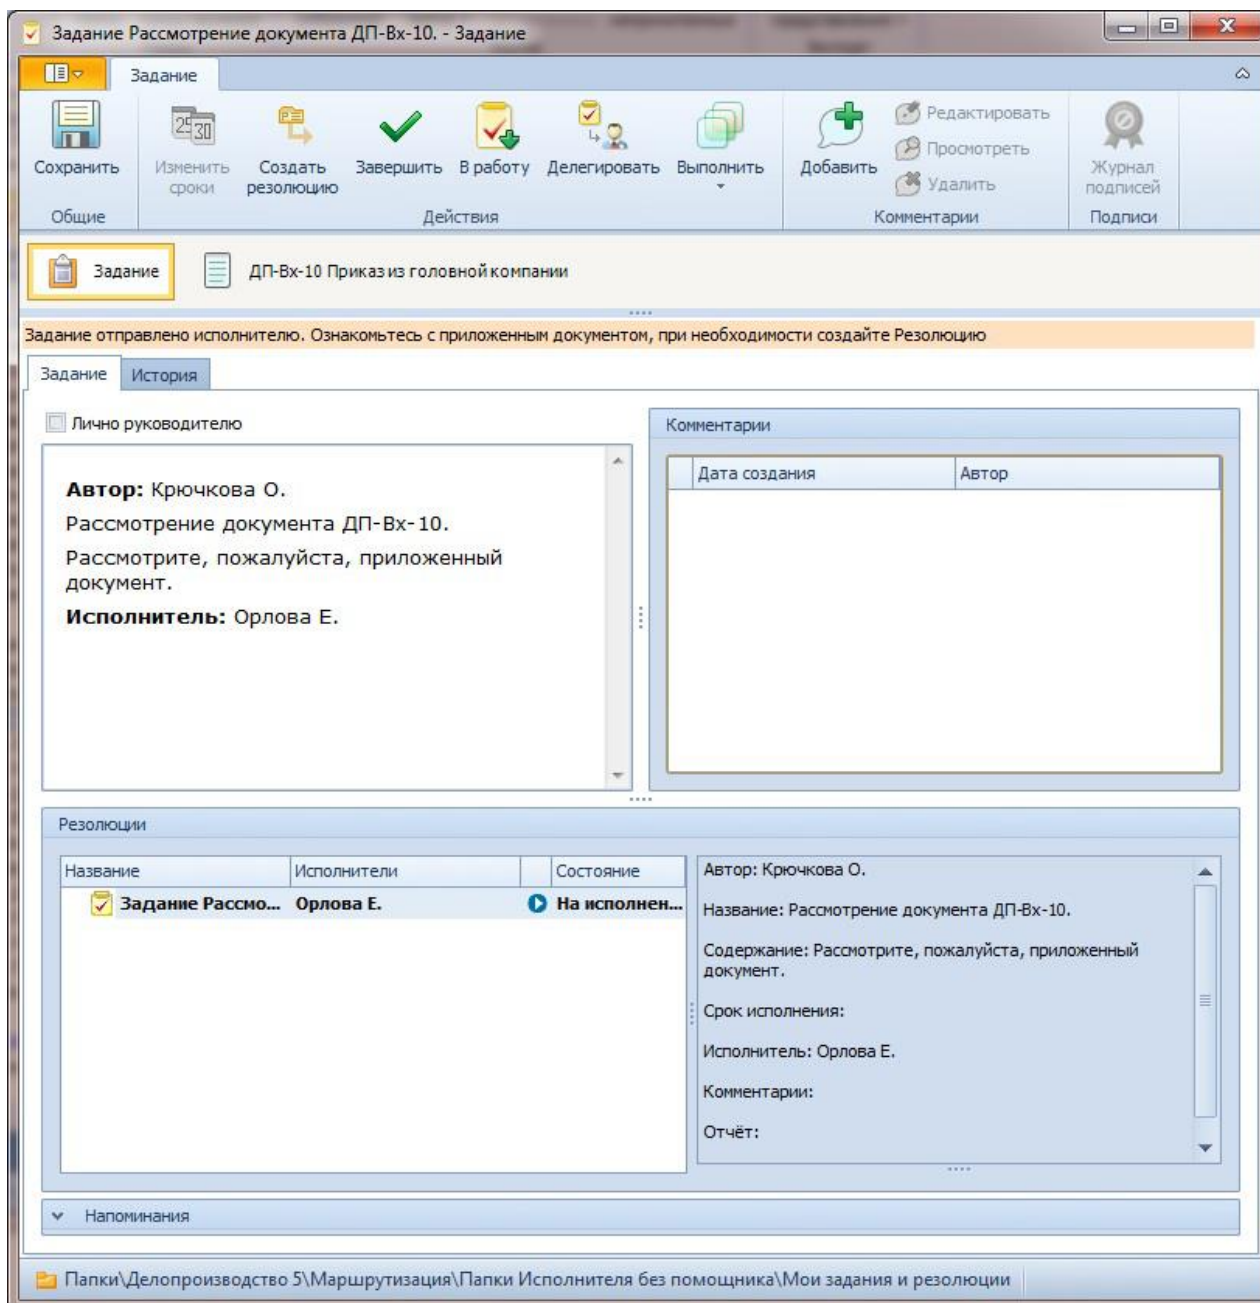 Задание Рассмотрение документа ДП-Вх-10. - Задание
Задание
Сохранить
Изменить сроки
Создать резолюцию
Завершить
В работу
Делегировать
Выполнить
Добавить
Редактировать
Просмотреть
Удалить
Журнал подписей
Общие
Действия
Комментарии
Подписи
Задание
ДП-Вх-10 Приказ из головной компании
Задание отправлено исполнителю. Ознакомьтесь с приложенным документом, при необходимости создайте Резолюцию
Задание
История
Лично руководителю
Автор: Крючкова О.
Рассмотрение документа ДП-Вх-10.
Рассмотрите, пожалуйста, приложенный
документ.
Исполнитель: Орлова Е.
Комментарии
Дата создания
Автор
Резолюции
Название
Исполнители
Состояние
Задание Рассмо...
Орлова Е.
На исполнен...
Автор: Крючкова О.
Название: Рассмотрение документа ДП-Вх-10.
Содержание: Рассмотрите, пожалуйста, приложенный
документ.
Срок исполнения:
Исполнитель: Орлова Е.
Комментарии:
Отчёт:
Напоминания
Папки\Делопроизводство 5\Маршрутизация\Папки Исполнителя без помощника\Мои задания и резолюции